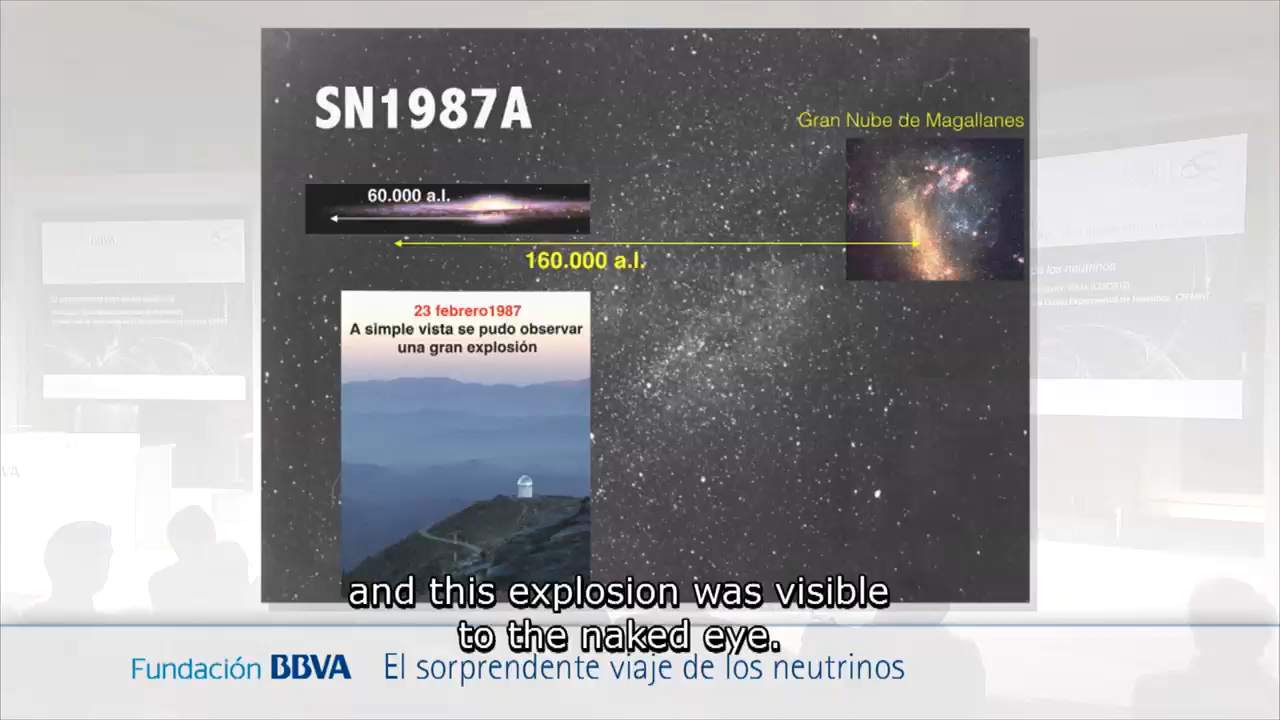 SN1987A
Gran Nube de Magallanes
60.000 a.l.
160.000 a.l.
23 febrero1987
A simple vista se pudo observar
una gran explosión
and this explosion was visible
to the naked eye.
Fundación BBVA El sorprendente viaje de los neutrinos